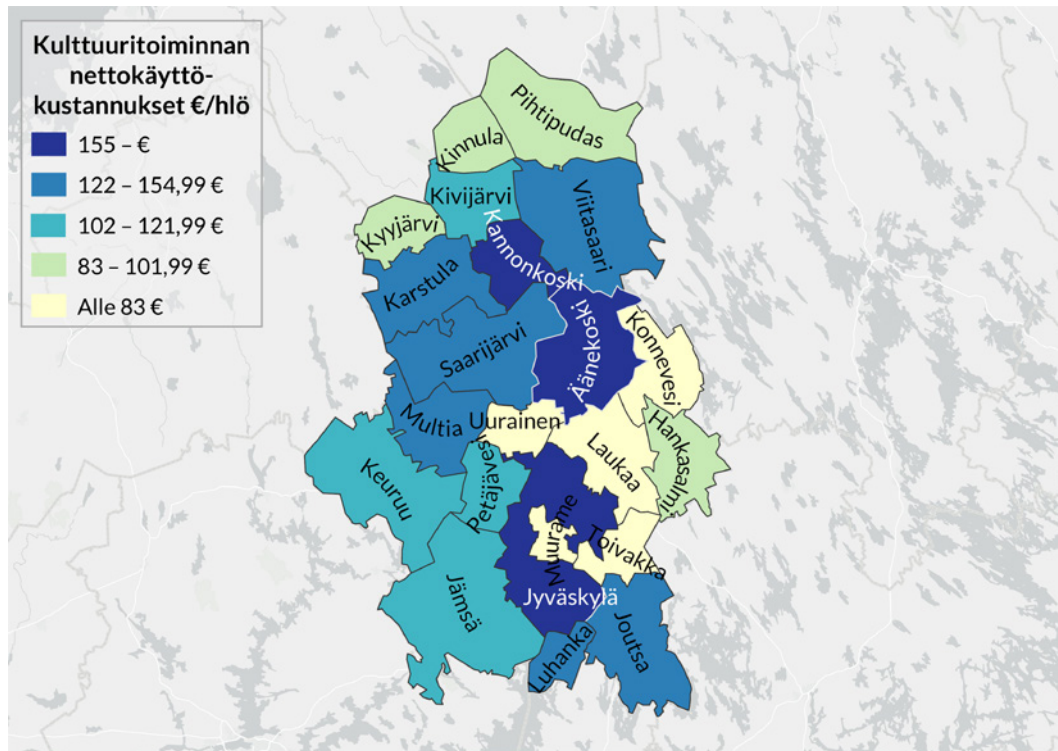 Kulttuuritoiminnan
nettokäyttö-
kustannukset €/hlö
155 – €
122 – 154,99 €
102 – 121,99 €
83 – 101,99 €
Alle 83 €
Pihtipudas
Kinnula
Kivijärvi
Viitasaari
Kyyjärvi
Kannonkoski
Karstula
Äänekoski
Konnevesi
Saarijärvi
Multia
Uurainen
Hankasalmi
Laukaa
Petäjävesi
Keuruu
Muurame
Toivakka
Jämsä
Jyväskylä
Luhanka
Joutsa